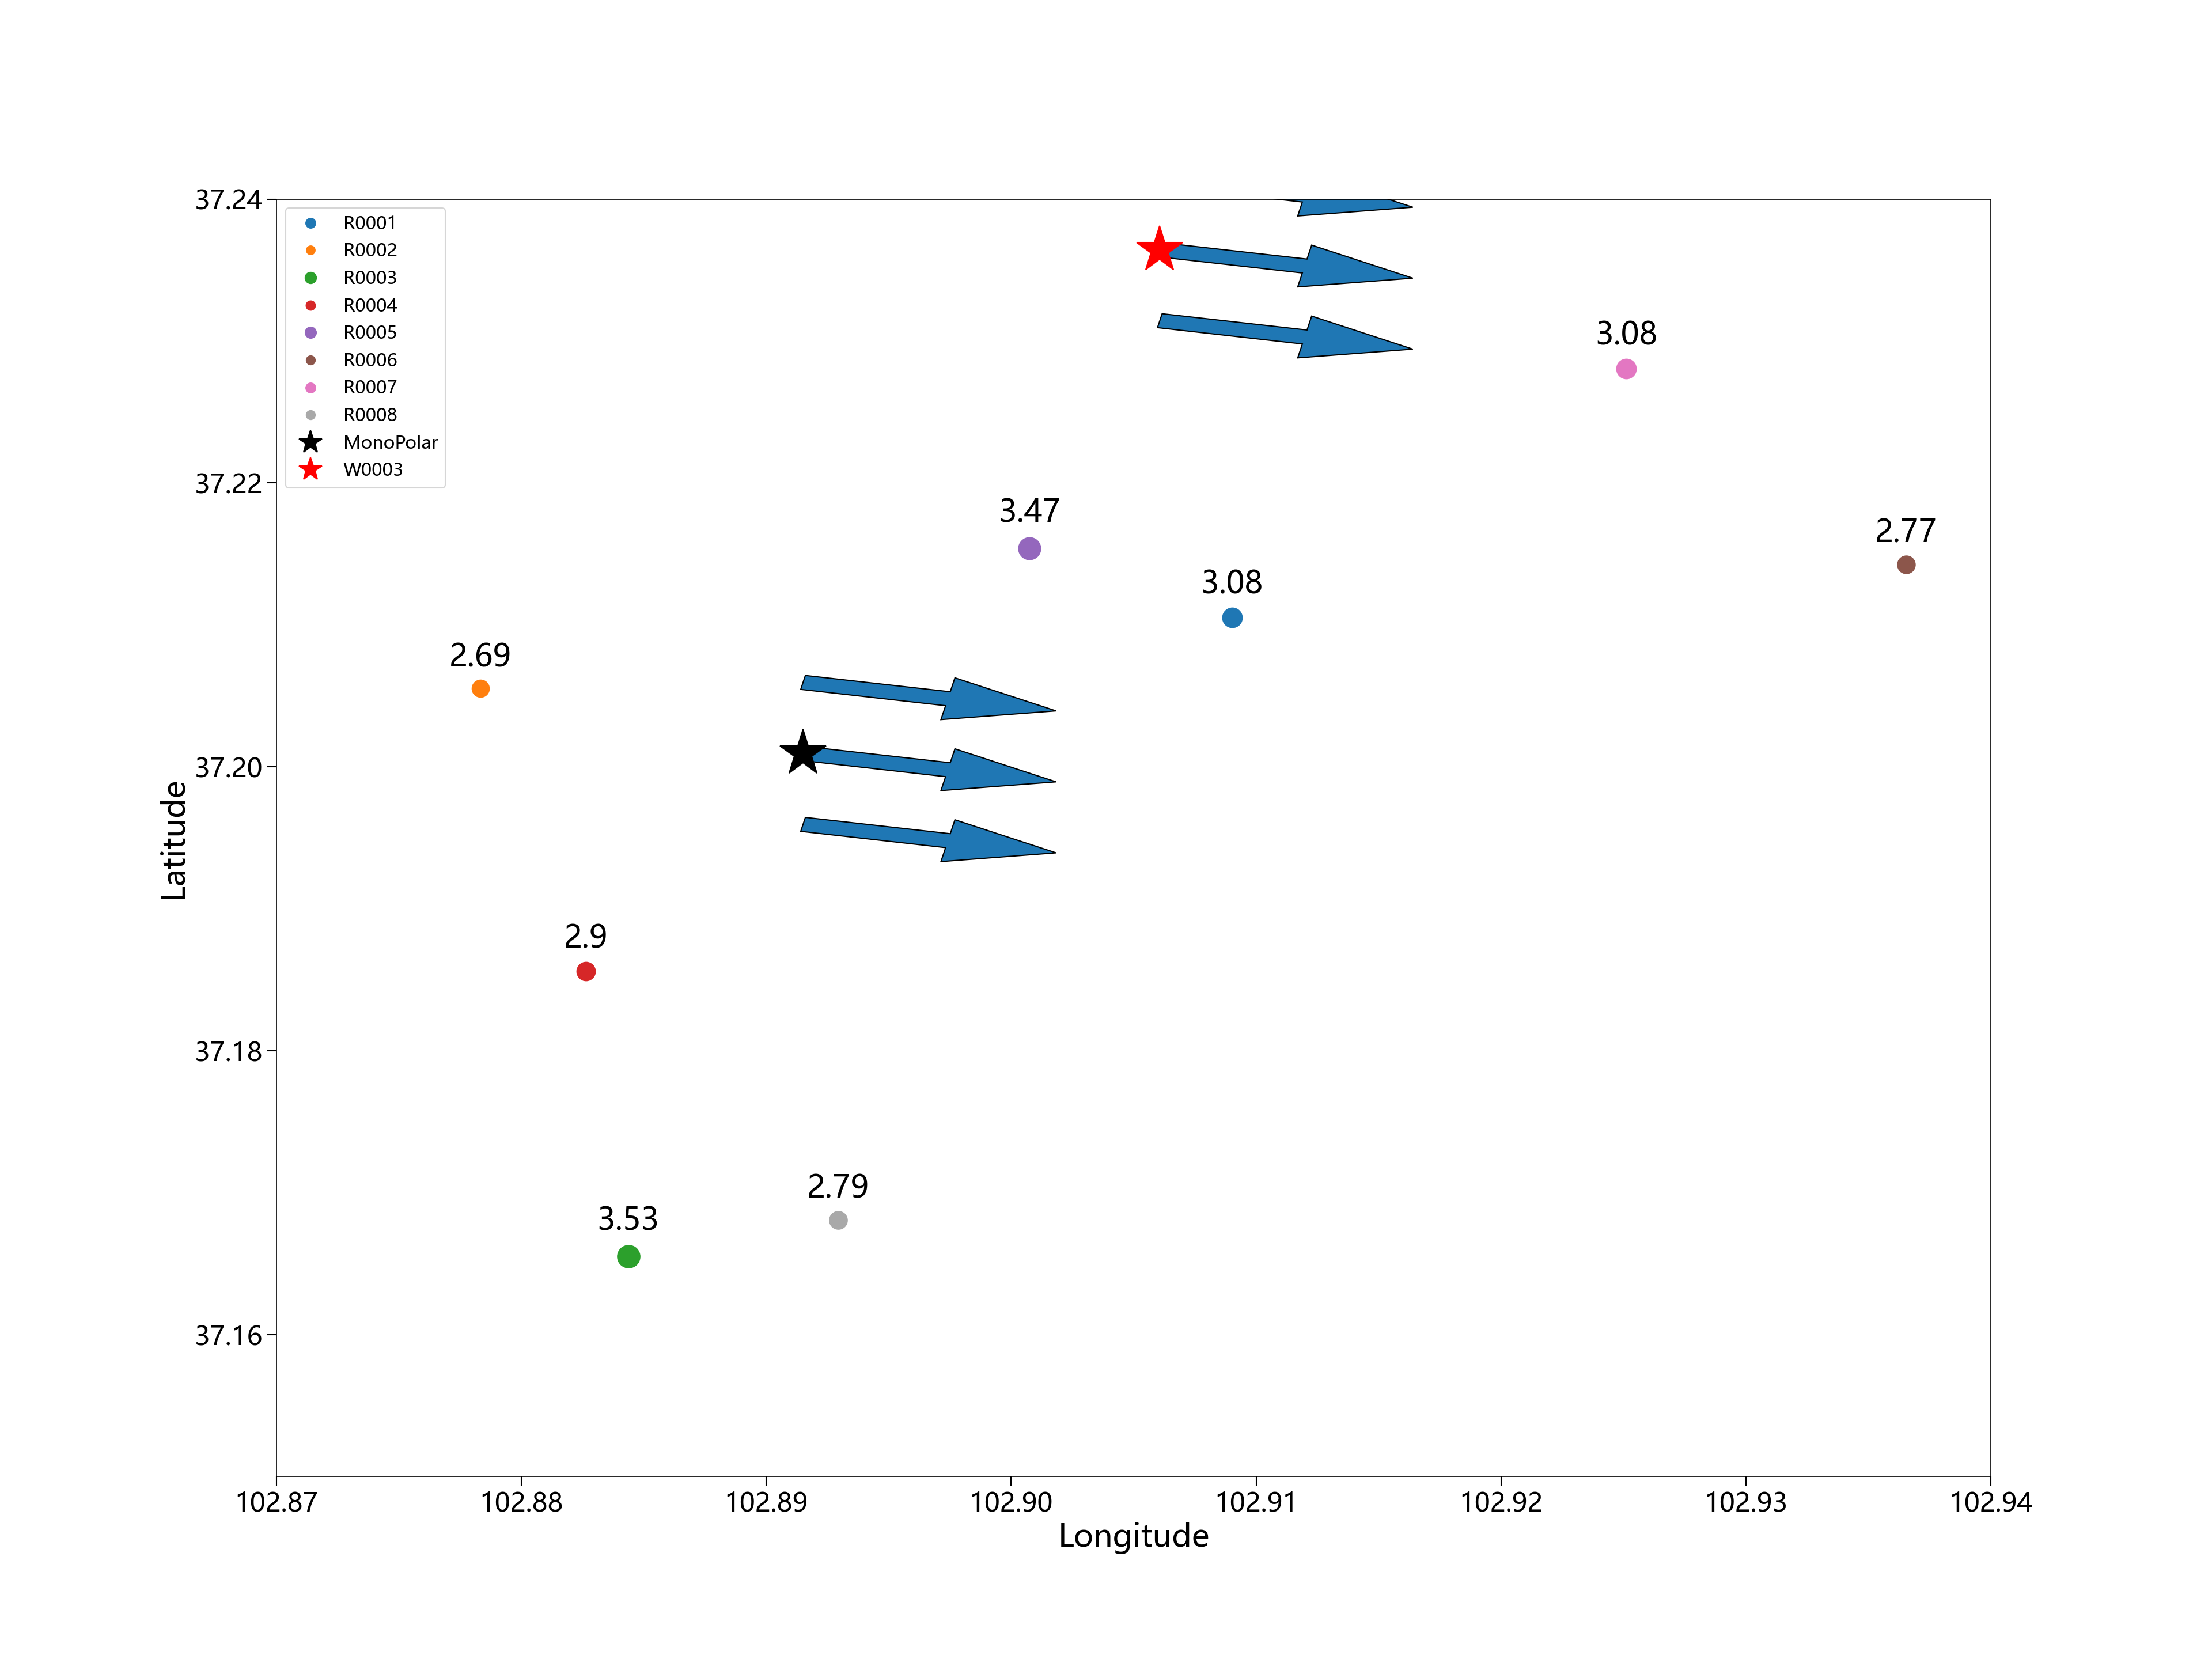 37.24
R0001
R0002
R0003
R0004
R0005
R0006
R0007
R0008
MonoPolar
W0003
3.08
37.22
3.47
2.77
3.08
2.69
37.20
Latitude
2.9
37.18
2.79
3.53
37.16
102.87 102.88 102.89 102.90 102.91 102.92 102.93 102.94
Longitude